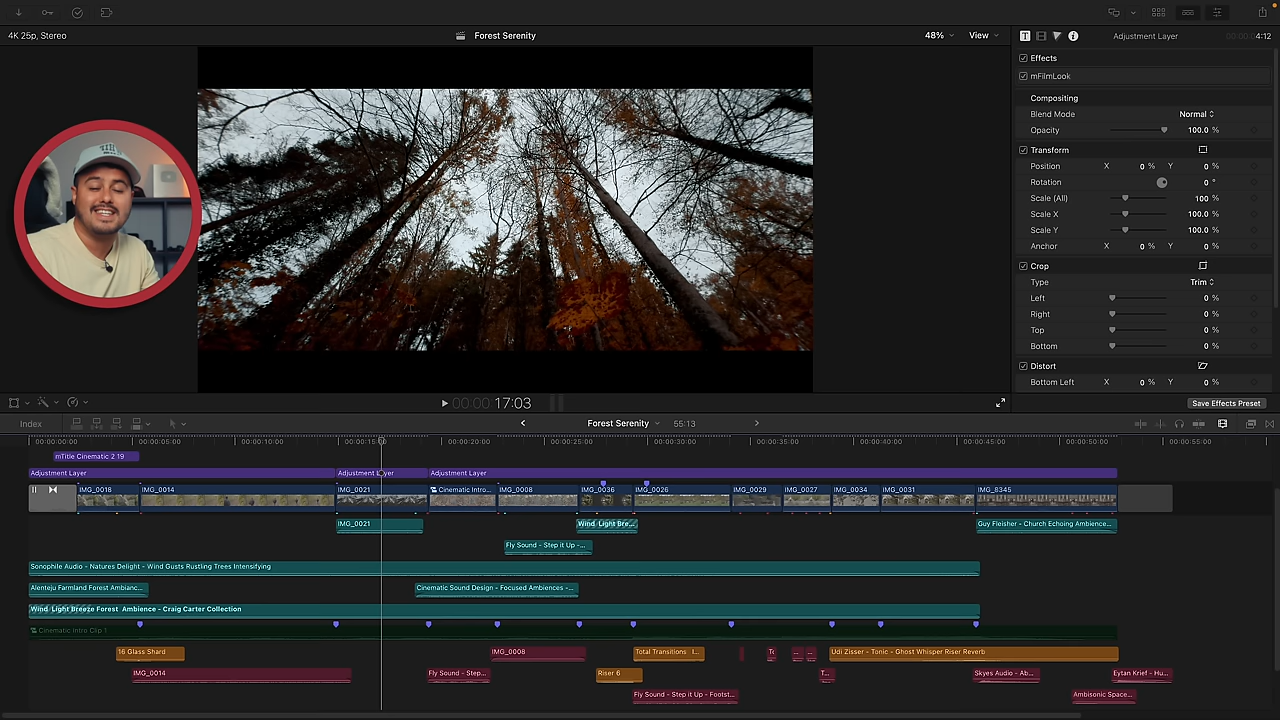 4K 25p, Stereo
Forest Serenity
48%
View
Adjustment Layer
4:12
Effects
mFilmLook
Compositing
Blend Mode
Normal
Opacity
100.0 %
Transform
Position X 0 % Y 0 %
Rotation 0 °
Scale (All) 100 %
Scale X 100.0 %
Scale Y 100.0 %
Anchor X 0 % Y 0 %
Crop
Type Trim
Left 0 %
Right 0 %
Top 0 %
Bottom 0 %
Distort
Bottom Left X 0 % Y 0 %
00:00:17:03
Save Effects Preset
Index
Forest Serenity
55:13
00:00:00:00 00:00:05:00 00:00:10:00 00:00:15:00 00:00:20:00 00:00:25:00 00:00:30:00 00:00:35:00 00:00:40:00 00:00:45:00 00:00:50:00 00:00:55:00
mTitle Cinematic 2 19
Adjustment Layer Adjustment Layer Adjustment Layer
IMG_0018 IMG_0014 IMG_0021 Cinematic Intro... IMG_0008 IMG_0036 IMG_0026 IMG_0029 IMG_0027 IMG_0034 IMG_0031 IMG_8345
IMG_0021 Wind Light Bre... Guy Fleisher - Church Echoing Ambience...
Fly Sound - Step it Up -...
Sonophile Audio - Natures Delight - Wind Gusts Rustling Trees Intensifying
Alenteju Farmland Forest Ambianc... Cinematic Sound Design - Focused Ambiences -...
Wind Light Breeze Forest Ambience - Craig Carter Collection
Cinematic Intro Clip 1
16 Glass Shard IMG_0008 Total Transitions I... Udi Zisser - Tonic - Ghost Whisper Riser Reverb
IMG_0014 Fly Sound - Step... Riser 6 T... Skyes Audio - Ab... Eytan Krief - Hu...
Fly Sound - Step it Up - Footst... Ambisonic Space...